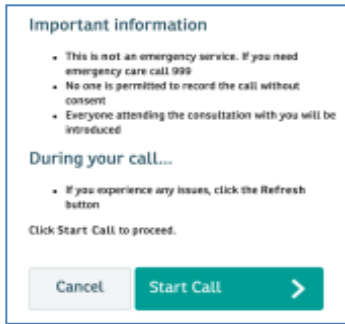 Important information
This is not an emergency service. If you need
emergency care call 999
No one is permitted to record the call without
consent
Everyone attending the consultation with you will be
introduced
During your call...
If you experience any issues, click the Refresh
button
Click Start Call to proceed.
Cancel
Start Call